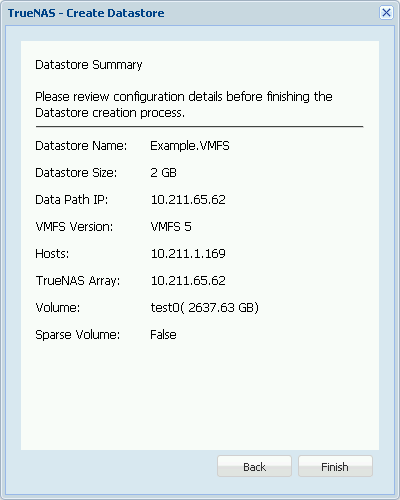 TrueNAS - Create Datastore
Datastore Summary
Please review configuration details before finishing the
Datastore creation process.
Datastore Name: Example.VMFS
Datastore Size: 2 GB
Data Path IP: 10.211.65.62
VMFS Version: VMFS 5
Hosts: 10.211.1.169
TrueNAS Array: 10.211.65.62
Volume: test0( 2637.63 GB)
Sparse Volume: False
Back Finish